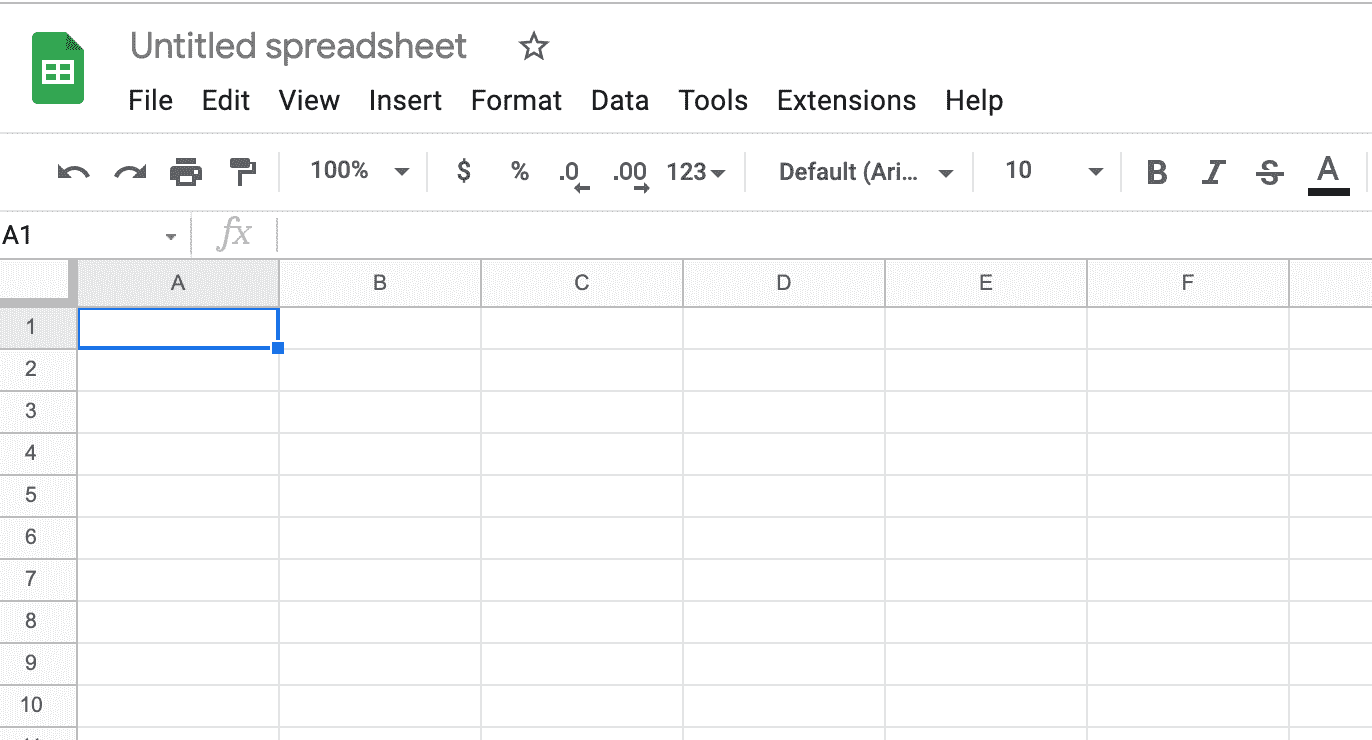 Untitled spreadsheet
File Edit View Insert Format Data Tools Extensions Help
100% $ % .0 .00 123 Default (Ari... 10 B I S A
A1 fx
A B C D E F
1
2
3
4
5
6
7
8
9
10